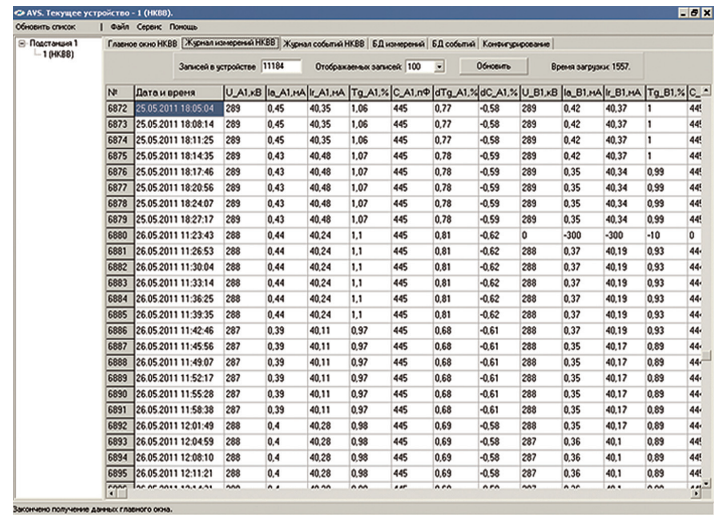 AVS. Текущее устройство - 1 (НКВВ).
Обновить список | Файл Сервис Помощь
Подстанция 1
1 (НКВВ)
Главное окно НКВВ Журнал измерений НКВВ Журнал событий НКВВ БД измерений БД событий Конфигурирование
Записей в устройстве 11184 Отображаемых записей: 100 Обновить Время загрузки: 1557.
№ Дата и время U_A1,кВ Ia_A1,мА Ir_A1,мА Tg_A1,% C_A1,пФ dTg_A1,% dC_A1,% U_B1,кВ Ia_B1,мА Ir_B1,мА Tg_B1,% C_
6872 25.05.2011 18:05:04 289 0,45 40,35 1,06 445 0,77 -0,58 289 0,42 40,37 1 445
6873 25.05.2011 18:08:14 289 0,45 40,35 1,06 445 0,77 -0,58 289 0,42 40,37 1 445
6874 25.05.2011 18:11:25 289 0,45 40,35 1,06 445 0,77 -0,58 289 0,42 40,37 1 445
6875 25.05.2011 18:14:35 289 0,43 40,48 1,07 445 0,78 -0,59 289 0,42 40,37 1 445
6876 25.05.2011 18:17:46 289 0,43 40,48 1,07 445 0,78 -0,59 289 0,35 40,34 0,99 445
6877 25.05.2011 18:20:56 289 0,43 40,48 1,07 445 0,78 -0,59 289 0,35 40,34 0,99 445
6878 25.05.2011 18:24:07 289 0,43 40,48 1,07 445 0,78 -0,59 289 0,35 40,34 0,99 445
6879 25.05.2011 18:27:17 289 0,43 40,48 1,07 445 0,78 -0,59 289 0,35 40,34 0,99 445
6880 26.05.2011 11:23:43 288 0,44 40,24 1,1 445 0,81 -0,62 0 -300 -300 -10 0
6881 26.05.2011 11:26:53 288 0,44 40,24 1,1 445 0,81 -0,62 288 0,37 40,19 0,93 44
6882 26.05.2011 11:30:04 288 0,44 40,24 1,1 445 0,81 -0,62 288 0,37 40,19 0,93 44
6883 26.05.2011 11:33:14 288 0,44 40,24 1,1 445 0,81 -0,62 288 0,37 40,19 0,93 44
6884 26.05.2011 11:36:25 288 0,44 40,24 1,1 445 0,81 -0,62 288 0,37 40,19 0,93 44
6885 26.05.2011 11:39:35 288 0,44 40,24 1,1 445 0,81 -0,62 288 0,37 40,19 0,93 44
6886 26.05.2011 11:42:46 287 0,39 40,11 0,97 445 0,68 -0,61 288 0,37 40,19 0,93 44
6887 26.05.2011 11:45:56 287 0,39 40,11 0,97 445 0,68 -0,61 288 0,35 40,17 0,89 44
6888 26.05.2011 11:49:07 287 0,39 40,11 0,97 445 0,68 -0,61 288 0,35 40,17 0,89 44
6889 26.05.2011 11:52:17 287 0,39 40,11 0,97 445 0,68 -0,61 288 0,35 40,17 0,89 44
6890 26.05.2011 11:55:28 287 0,39 40,11 0,97 445 0,68 -0,61 288 0,35 40,17 0,89 44
6891 26.05.2011 11:58:38 287 0,39 40,11 0,97 445 0,68 -0,61 288 0,35 40,17 0,89 44
6892 26.05.2011 12:01:49 288 0,4 40,28 0,98 445 0,69 -0,58 288 0,35 40,17 0,89 44
6893 26.05.2011 12:04:59 288 0,4 40,28 0,98 445 0,69 -0,58 287 0,36 40,1 0,89 445
6894 26.05.2011 12:08:10 288 0,4 40,28 0,98 445 0,69 -0,58 287 0,36 40,1 0,89 445
6895 26.05.2011 12:11:21 288 0,4 40,28 0,98 445 0,69 -0,58 287 0,36 40,1 0,89 445
Закончено получение данных главного окна.